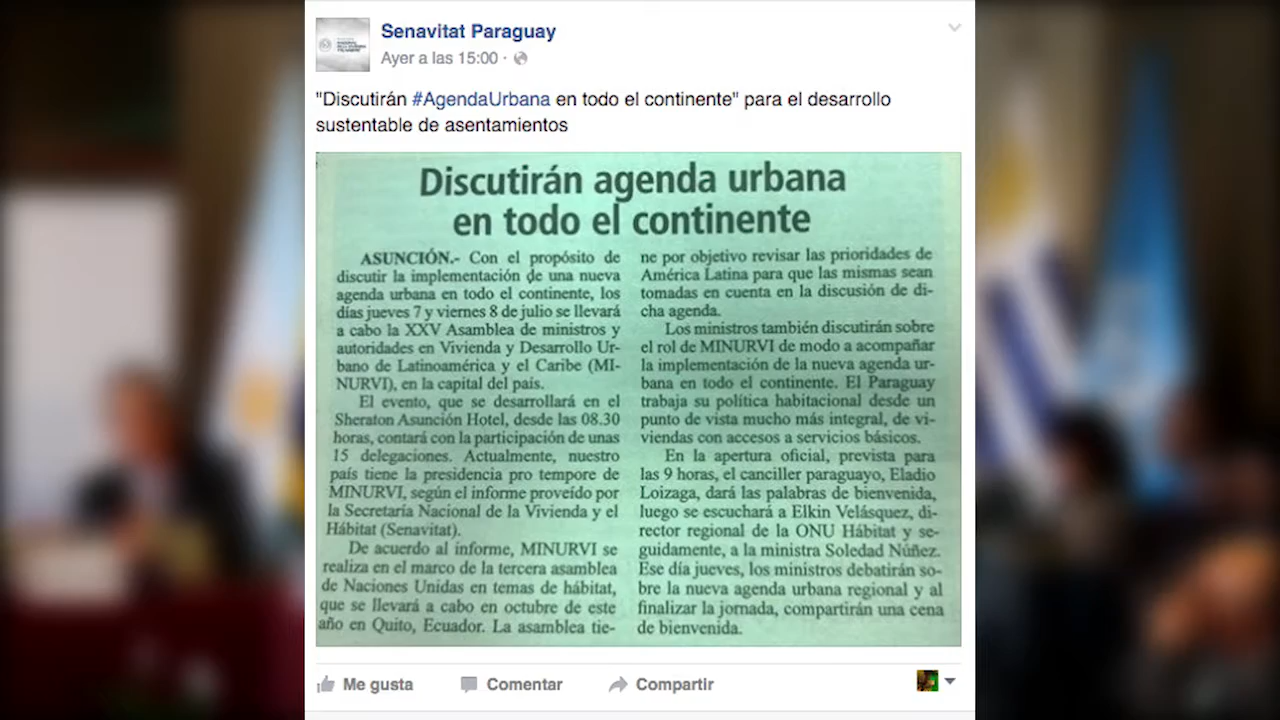 Senavitat Paraguay
Ayer a las 15:00 ·
"Discutirán #AgendaUrbana en todo el continente" para el desarrollo
sustentable de asentamientos
Discutirán agenda urbana
en todo el continente
ASUNCIÓN.- Con el propósito de
discutir la implementación de una nueva
agenda urbana en todo el continente, los
días jueves 7 y viernes 8 de julio se llevará
a cabo la XXV Asamblea de ministros y
autoridades en Vivienda y Desarrollo Ur-
bano de Latinoamérica y el Caribe (MI-
NURVI), en la capital del país.
El evento, que se desarrollará en el
Sheraton Asunción Hotel, desde las 08.30
horas, contará con la participación de unas
15 delegaciones. Actualmente, nuestro
país tiene la presidencia pro tempore de
MINURVI, según el informe proveído por
la Secretaría Nacional de la Vivienda y el
Hábitat (Senavitat).
De acuerdo al informe, MINURVI se
realiza en el marco de la tercera asamblea
de Naciones Unidas en temas de hábitat,
que se llevará a cabo en octubre de este
año en Quito, Ecuador. La asamblea tie-
ne por objetivo revisar las prioridades de
América Latina para que las mismas sean
tomadas en cuenta en la discusión de di-
cha agenda.
Los ministros también discutirán sobre
el rol de MINURVI de modo a acompañar
la implementación de la nueva agenda ur-
bana en todo el continente. El Paraguay
trabaja su política habitacional desde un
punto de vista mucho más integral, de vi-
viendas con accesos a servicios básicos.
En la apertura oficial, prevista para
las 9 horas, el canciller paraguayo, Eladio
Loizaga, dará las palabras de bienvenida,
luego se escuchará a Elkin Velásquez, di-
rector regional de la ONU Hábitat y se-
guidamente, a la ministra Soledad Núñez.
Ese día jueves, los ministros debatirán so-
bre la nueva agenda urbana regional y al
finalizar la jornada, compartirán una cena
de bienvenida.
Me gusta
Comentar
Compartir